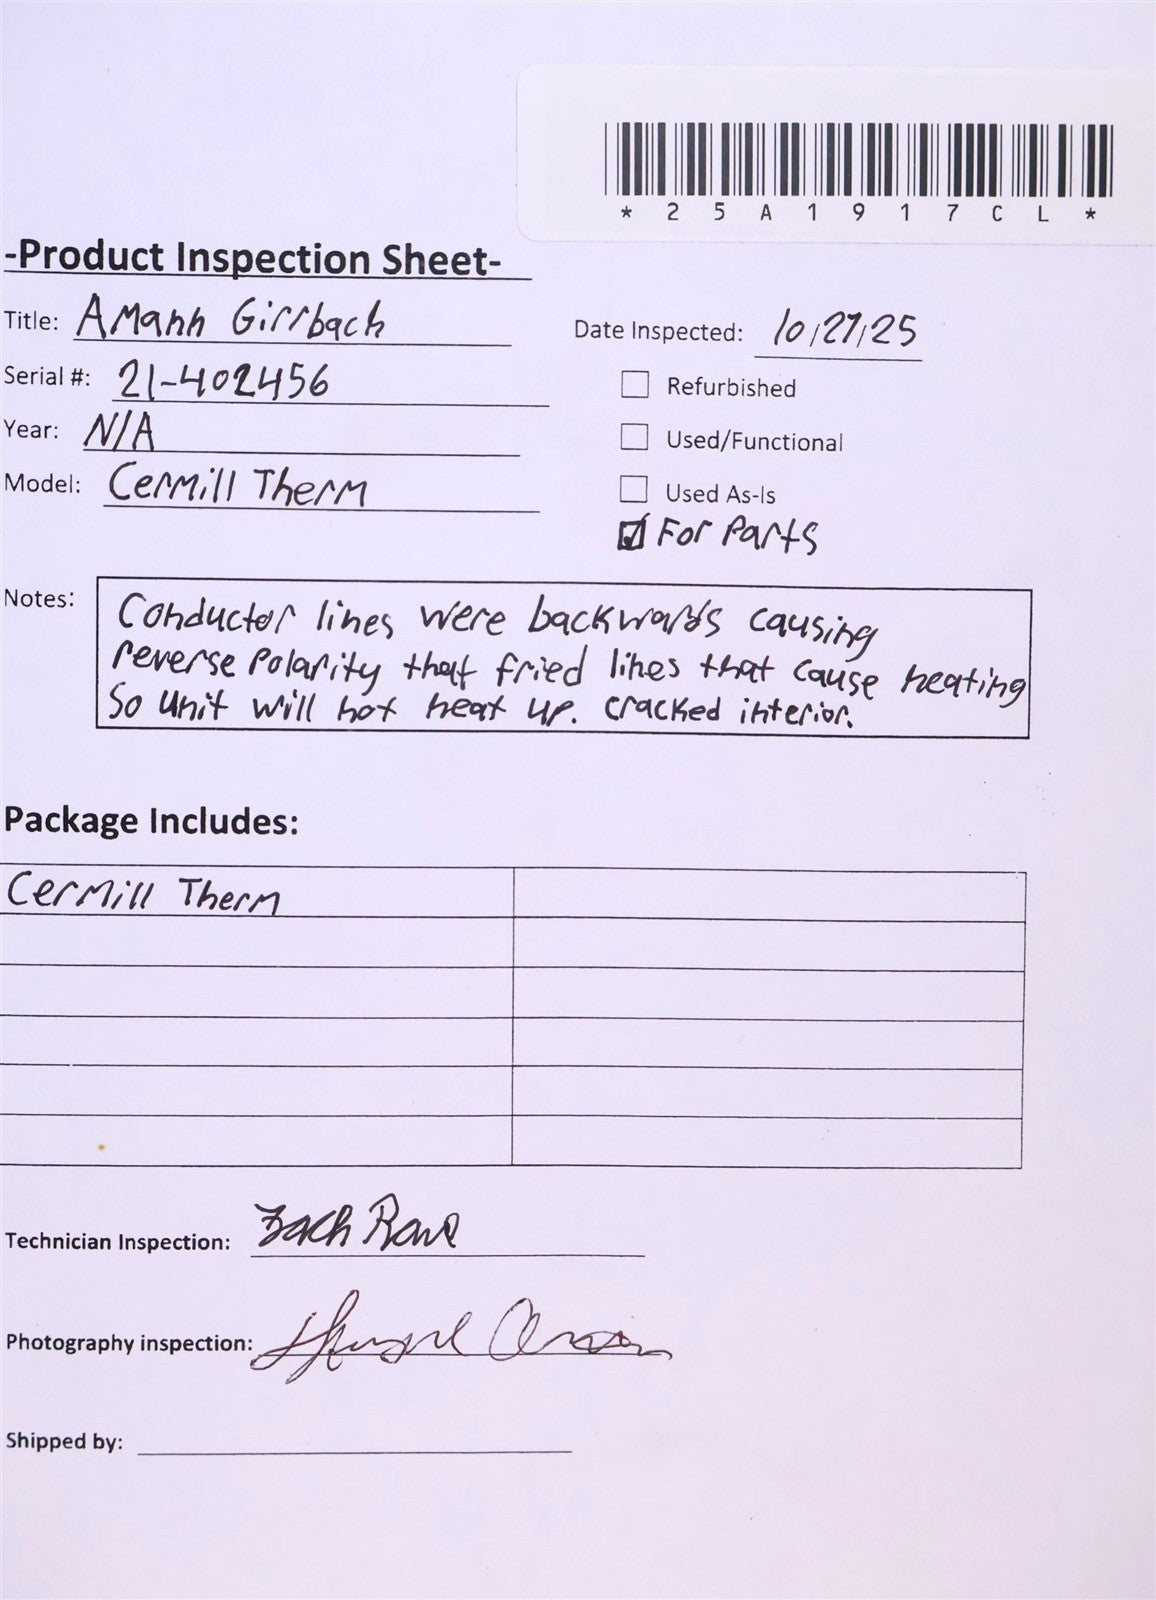 *25A1917CL*
-Product Inspection Sheet-
Title: Amann Girrbach
Date Inspected: 10/27/25
Serial #: 21-402456
Refurbished
Year: N/A
Used/Functional
Model: Cermill Therm
Used As-Is
For Parts
Notes: Conductor lines were backwards causing
reverse Polarity that fried lines that cause heating
So unit will not heat up. cracked interior.
Package Includes:
Cermill Therm
Technician Inspection: Zach
Photography inspection:
Shipped by: